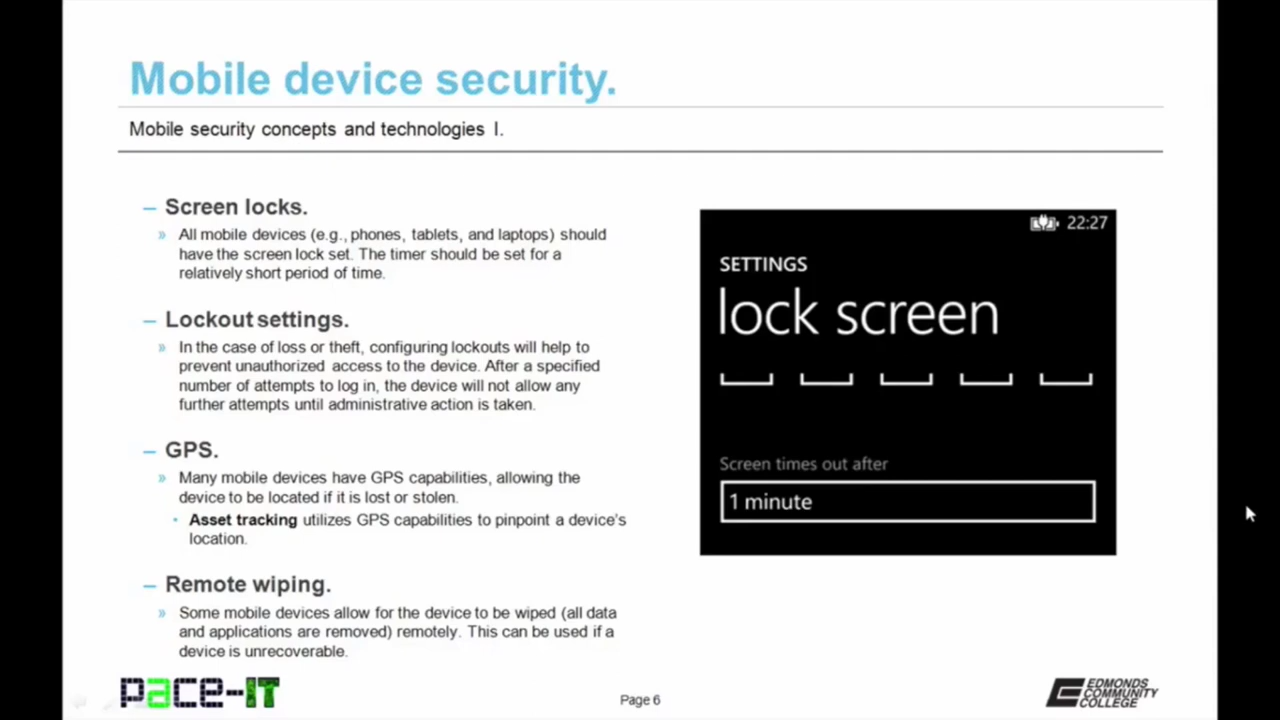 Mobile device security.
Mobile security concepts and technologies I.
– Screen locks.
» All mobile devices (e.g., phones, tablets, and laptops) should
have the screen lock set. The timer should be set for a
relatively short period of time.
– Lockout settings.
» In the case of loss or theft, configuring lockouts will help to
prevent unauthorized access to the device. After a specified
number of attempts to log in, the device will not allow any
further attempts until administrative action is taken.
– GPS.
» Many mobile devices have GPS capabilities, allowing the
device to be located if it is lost or stolen.
• Asset tracking utilizes GPS capabilities to pinpoint a device's
location.
– Remote wiping.
» Some mobile devices allow for the device to be wiped (all data
and applications are removed) remotely. This can be used if a
device is unrecoverable.
22:27
SETTINGS
lock screen
Screen times out after
1 minute
pace-IT
Page 6
EDMONDS
COMMUNITY
COLLEGE